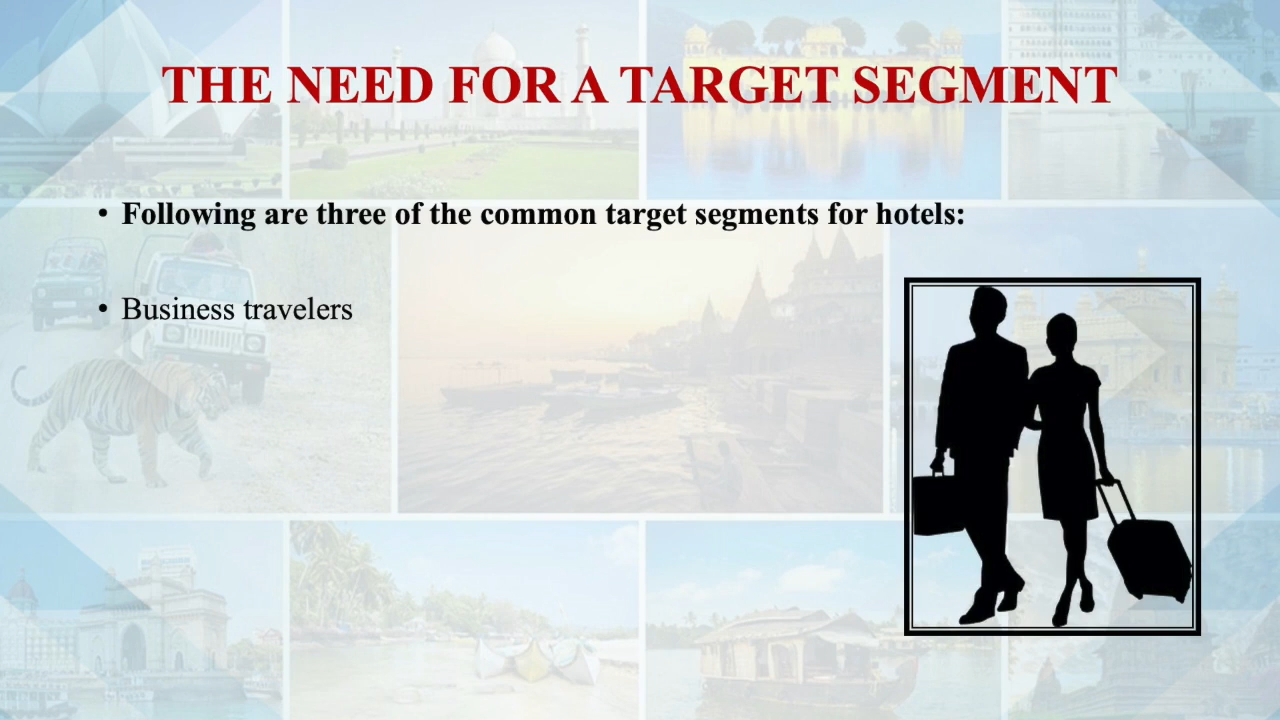 THE NEED FOR A TARGET SEGMENT
• Following are three of the common target segments for hotels:
• Business travelers